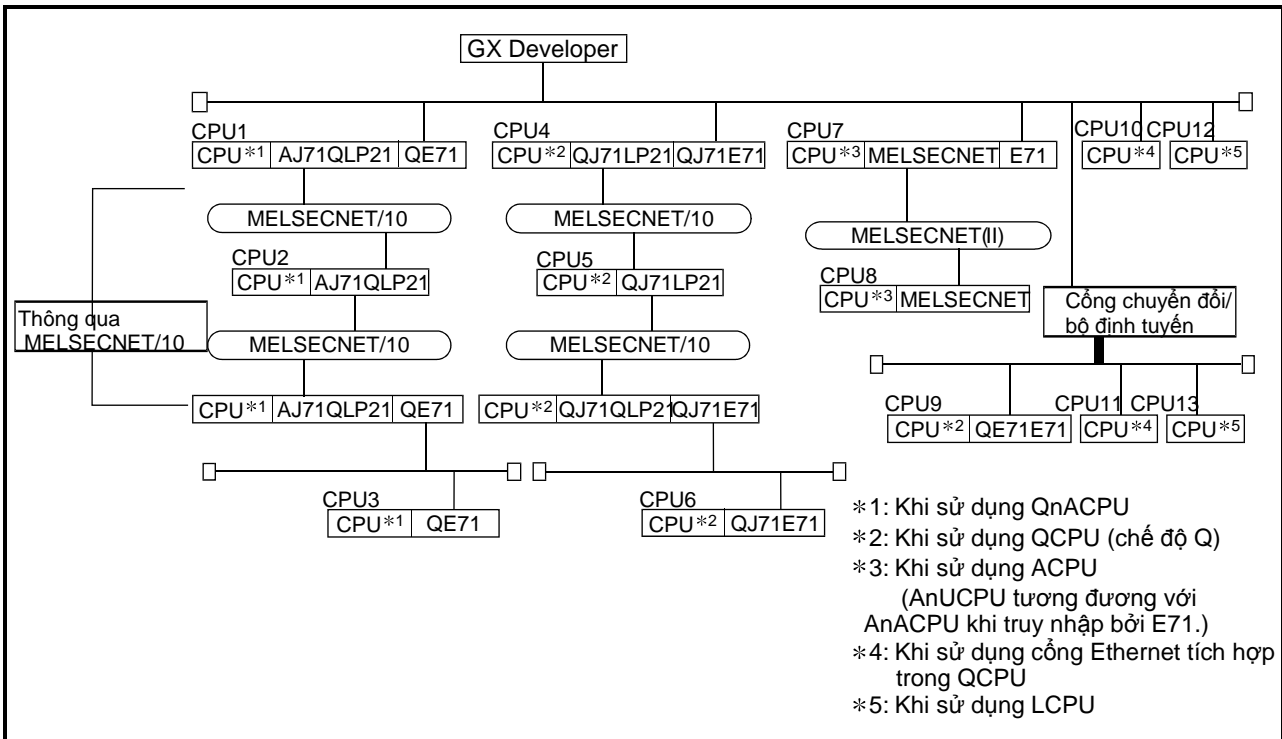 GX Developer
CPU1
CPU*1 AJ71QLP21 QE71
CPU4
CPU*2 QJ71LP21 QJ71E71
CPU7
CPU*3 MELSECNET E71
CPU10 CPU12
CPU*4 CPU*5
MELSECNET/10
MELSECNET/10
MELSECNET(II)
CPU2
CPU*1 AJ71QLP21
CPU5
CPU*2 QJ71LP21
CPU8
CPU*3 MELSECNET
Cổng chuyển đổi/
bộ định tuyến
Thông qua
MELSECNET/10
MELSECNET/10
MELSECNET/10
CPU*1 AJ71QLP21 QE71
CPU*2 QJ71QLP21 QJ71E71
CPU9
CPU*2 QE71E71
CPU11 CPU13
CPU*4 CPU*5
CPU3
CPU*1 QE71
CPU6
CPU*2 QJ71E71
*1: Khi sử dụng QnACPU
*2: Khi sử dụng QCPU (chế độ Q)
*3: Khi sử dụng ACPU
(AnUCPU tương đương với
AnACPU khi truy nhập bởi E71.)
*4: Khi sử dụng cổng Ethernet tích hợp
trong QCPU
*5: Khi sử dụng LCPU